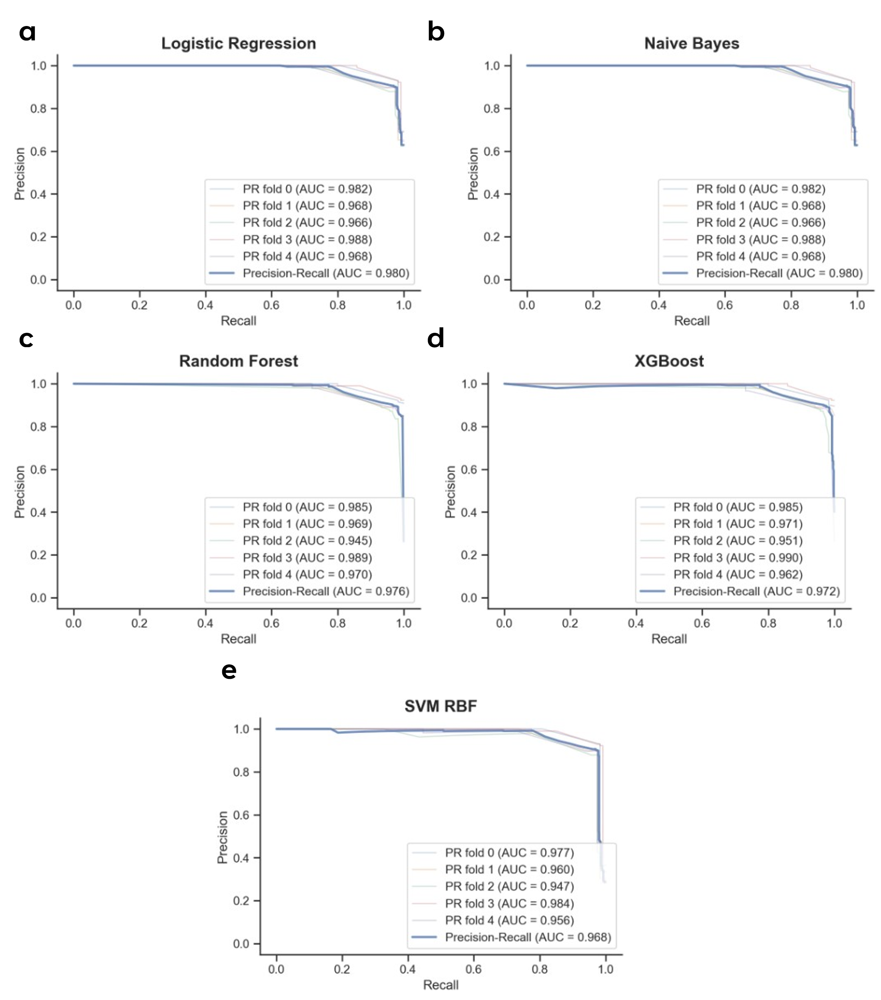 a
Logistic Regression
1.0
0.8
0.6
0.4
0.2
0.0
Precision
PR fold 0 (AUC = 0.982)
PR fold 1 (AUC = 0.968)
PR fold 2 (AUC = 0.966)
PR fold 3 (AUC = 0.988)
PR fold 4 (AUC = 0.968)
Precision-Recall (AUC = 0.980)
0.0 0.2 0.4 0.6 0.8 1.0
Recall
b
Naive Bayes
1.0
0.8
0.6
0.4
0.2
0.0
Precision
PR fold 0 (AUC = 0.982)
PR fold 1 (AUC = 0.968)
PR fold 2 (AUC = 0.966)
PR fold 3 (AUC = 0.988)
PR fold 4 (AUC = 0.968)
Precision-Recall (AUC = 0.980)
0.0 0.2 0.4 0.6 0.8 1.0
Recall
c
Random Forest
1.0
0.8
0.6
0.4
0.2
0.0
Precision
PR fold 0 (AUC = 0.985)
PR fold 1 (AUC = 0.969)
PR fold 2 (AUC = 0.945)
PR fold 3 (AUC = 0.989)
PR fold 4 (AUC = 0.970)
Precision-Recall (AUC = 0.976)
0.0 0.2 0.4 0.6 0.8 1.0
Recall
d
XGBoost
1.0
0.8
0.6
0.4
0.2
0.0
Precision
PR fold 0 (AUC = 0.985)
PR fold 1 (AUC = 0.971)
PR fold 2 (AUC = 0.951)
PR fold 3 (AUC = 0.990)
PR fold 4 (AUC = 0.962)
Precision-Recall (AUC = 0.972)
0.0 0.2 0.4 0.6 0.8 1.0
Recall
e
SVM RBF
1.0
0.8
0.6
0.4
0.2
0.0
Precision
PR fold 0 (AUC = 0.977)
PR fold 1 (AUC = 0.960)
PR fold 2 (AUC = 0.947)
PR fold 3 (AUC = 0.984)
PR fold 4 (AUC = 0.956)
Precision-Recall (AUC = 0.968)
0.0 0.2 0.4 0.6 0.8 1.0
Recall